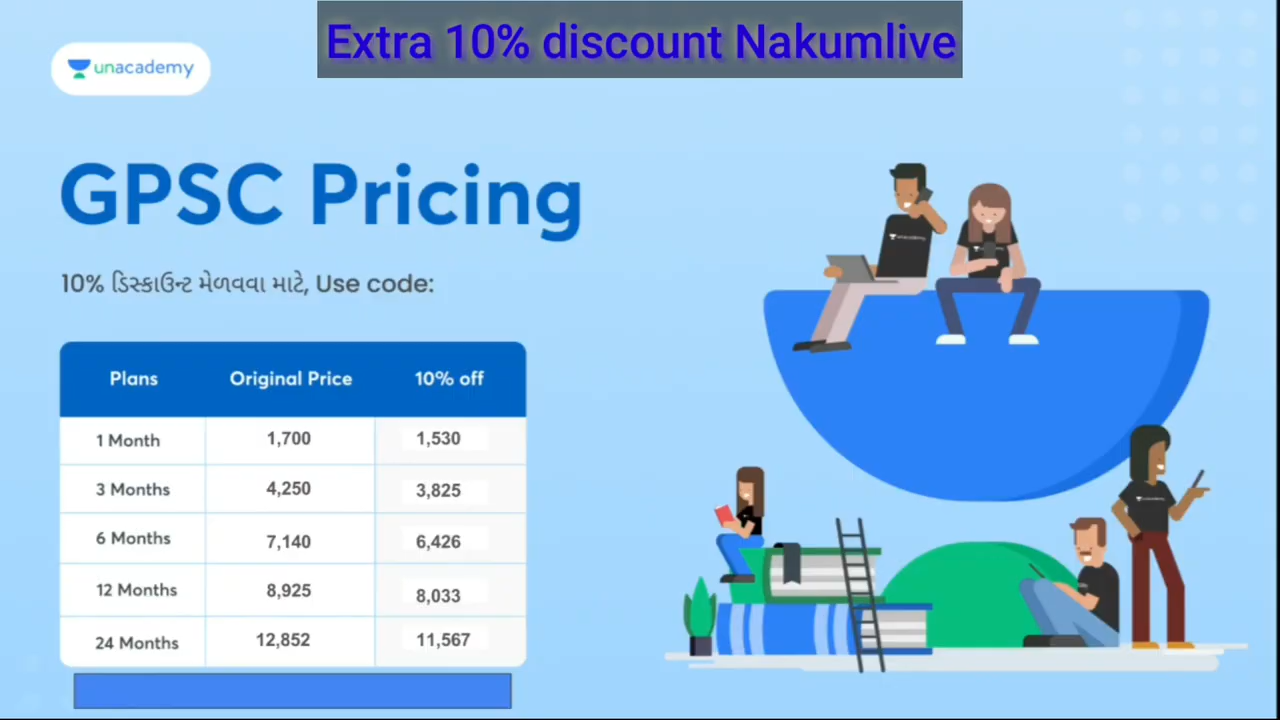 Extra 10% discount Nakumlive
unacademy
GPSC Pricing
10% ડિસ્કાઉન્ટ મેળવવા માટે, Use code:
Plans Original Price 10% off
1 Month 1,700 1,530
3 Months 4,250 3,825
6 Months 7,140 6,426
12 Months 8,925 8,033
24 Months 12,852 11,567
unacademy